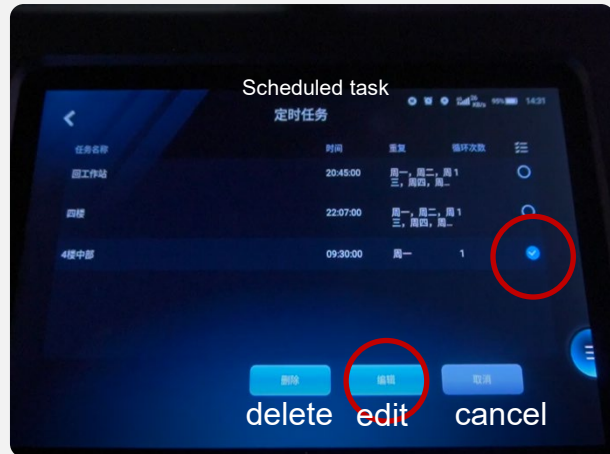 Scheduled task
定时任务
95% 14:21
任务名称 时间 重复 循环次数
回工作站 20:45:00 周一，周二，周三，周四，周... 1
四楼 22:07:00 周一，周二，周三，周四，周... 1
4楼中部 09:30:00 周一 1
删除 编辑 取消
delete edit cancel